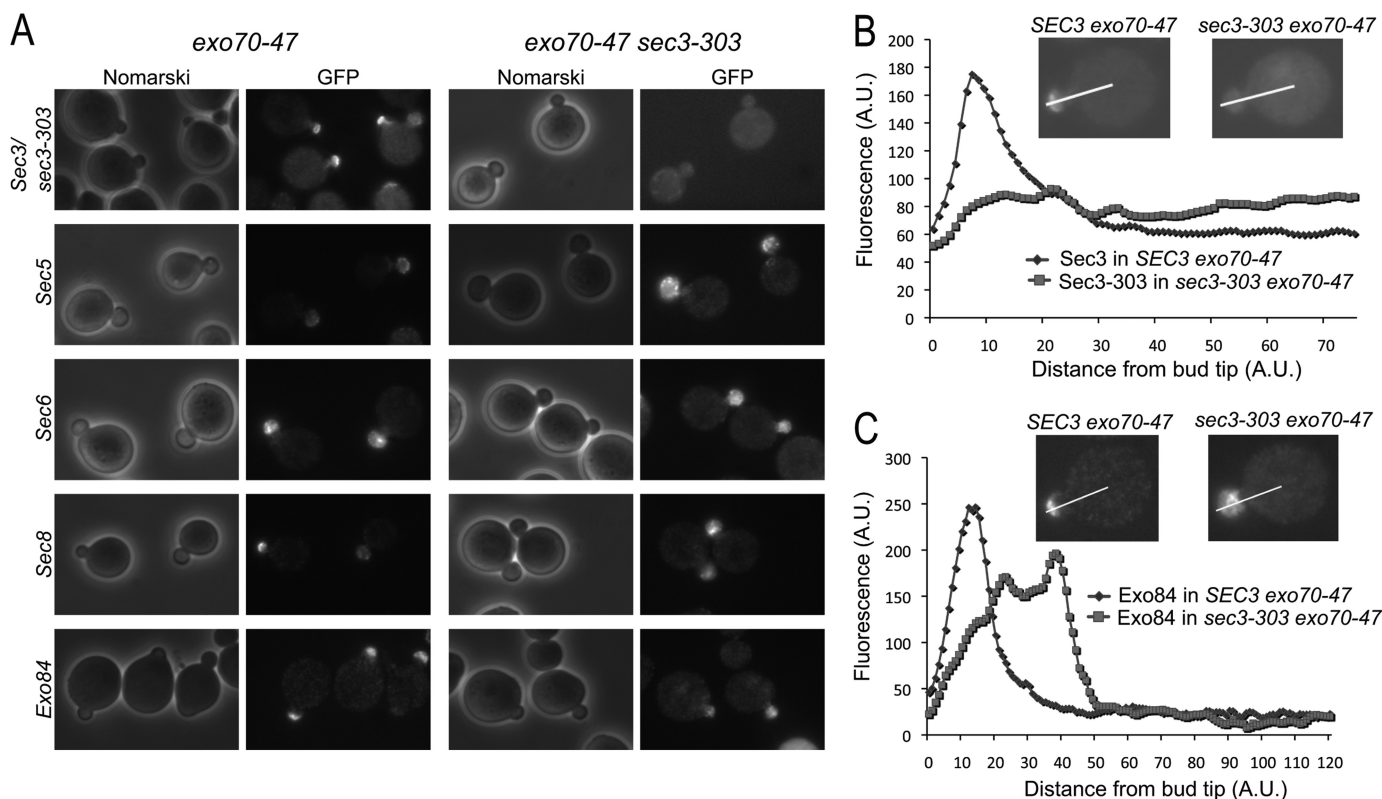 A
exo70-47
exo70-47 sec3-303
Nomarski
GFP
Nomarski
GFP
Sec3/
sec3-303
Sec5
Sec6
Sec8
Exo84
B
SEC3 exo70-47
sec3-303 exo70-47
Fluorescence (A.U.)
200
180
160
140
120
100
80
60
40
20
0
Sec3 in SEC3 exo70-47
Sec3-303 in sec3-303 exo70-47
0 10 20 30 40 50 60 70
Distance from bud tip (A.U.)
C
SEC3 exo70-47
sec3-303 exo70-47
Fluorescence (A.U.)
300
250
200
150
100
50
0
Exo84 in SEC3 exo70-47
Exo84 in sec3-303 exo70-47
0 10 20 30 40 50 60 70 80 90 100 110 120
Distance from bud tip (A.U.)